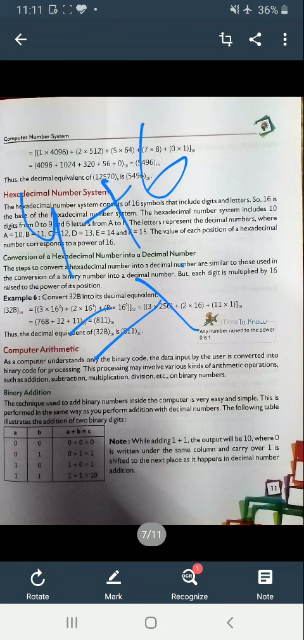 11:11
36%
Computer Number System
= [(1 × 4096) + (2 × 512) + (5 × 64) + (7 × 8) + (0 × 1)]₁₀
= (4096 + 1024 + 320 + 56 + 0)₁₀ = (5496)₁₀
Thus, the decimal equivalent of (12570)₈ is (5496)₁₀.
Hexadecimal Number System
The hexadecimal number system consists of 16 symbols that include digits and letters. So, 16 is
the base of the hexadecimal number system. The hexadecimal number system includes 10
digits from 0 to 9 and 6 letters from A to F. The letters represent the decimal numbers, where
A = 10, B = 11, C = 12, D = 13, E = 14 and F = 15. The value of each position of a hexadecimal
number corresponds to a power of 16.
Conversion of a Hexadecimal Number into a Decimal Number
The steps to convert a hexadecimal number into a decimal number are similar to those used in
the conversion of a binary number into a decimal number. But, each digit is multiplied by 16
raised to the power of its position.
Example 6 : Convert 32B into its decimal equivalent.
(32B)₁₆ = [(3 × 16²) + (2 × 16¹) + (B × 16⁰)]₁₀ = [(3 × 256) + (2 × 16) + (11 × 1)]₁₀
= (768 + 32 + 11)₁₀ = (811)₁₀
Thus, the decimal equivalent of (32B)₁₆ is (811)₁₀.
Time To Know
Any number raised to the power
0 is 1.
Computer Arithmetic
As a computer understands only the binary code, the data input by the user is converted into
binary code for processing. This processing may involve various kinds of arithmetic operations,
such as addition, subtraction, multiplication, division, etc., on binary numbers.
Binary Addition
The technique used to add binary numbers inside the computer is very easy and simple. This is
performed in the same way as you perform addition with decimal numbers. The following table
illustrates the addition of two binary digits:
a b a+b=c
0 0 0+0=0
0 1 0+1=1
1 0 1+0=1
1 1 1+1=10
Note : While adding 1 + 1, the output will be 10, where 0
is written under the same column and carry over 1 is
shifted to the next place as it happens in decimal number
addition.
11
7/11
Rotate
Mark
OCR
1
Recognize
Note